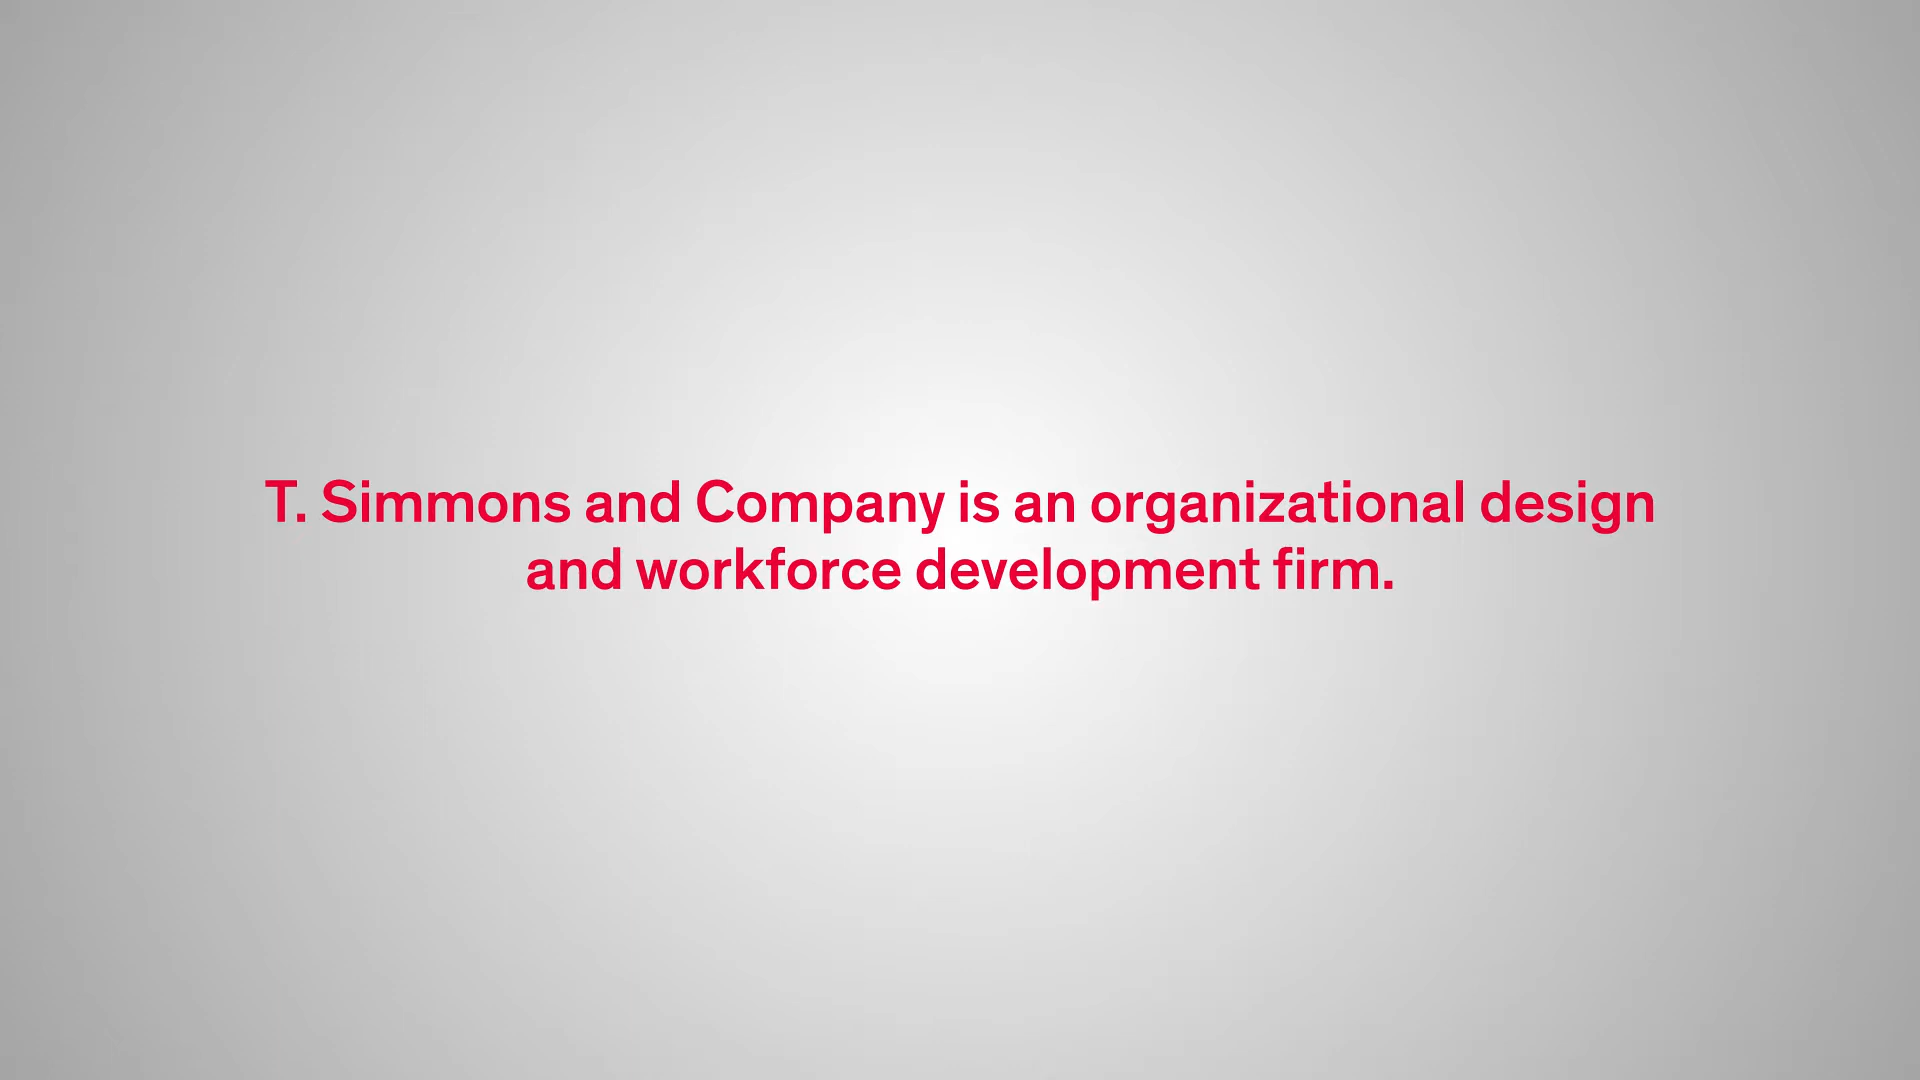 T. Simmons and Company is an organizational design
and workforce development firm.